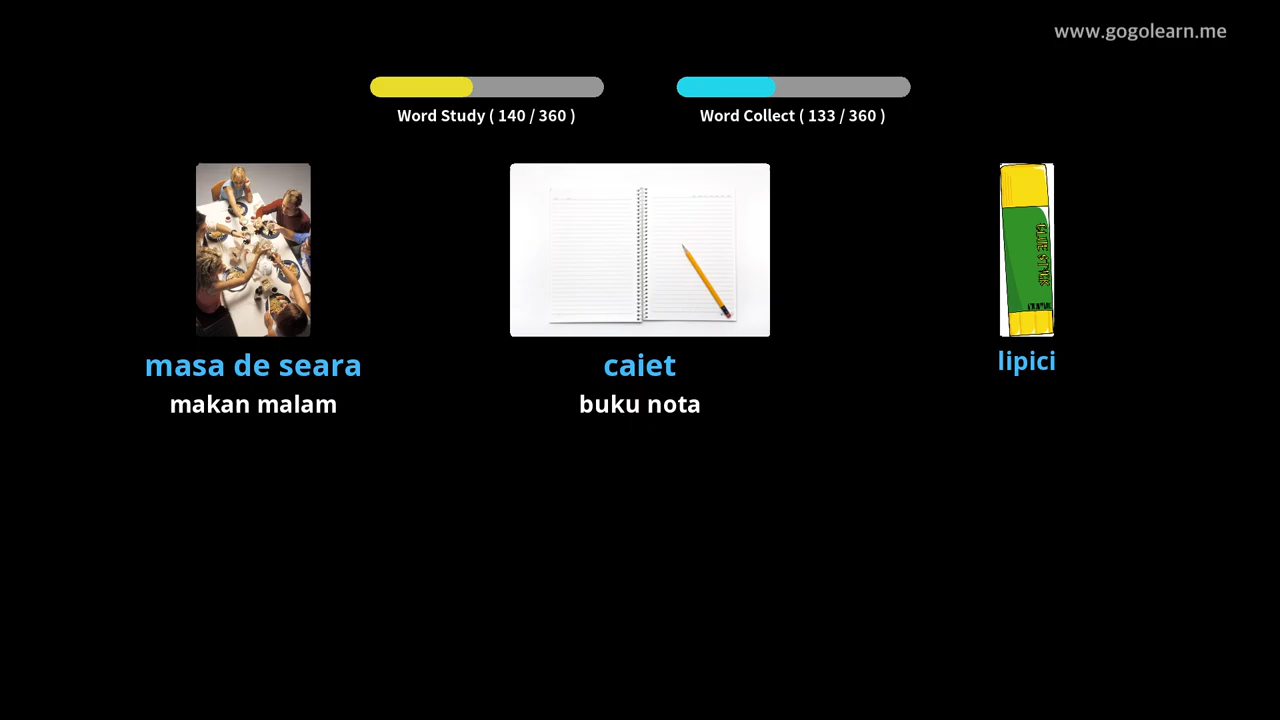 www.gogolearn.me
Word Study ( 140 / 360 )
Word Collect ( 133 / 360 )
masa de seara
makan malam
caiet
buku nota
lipici